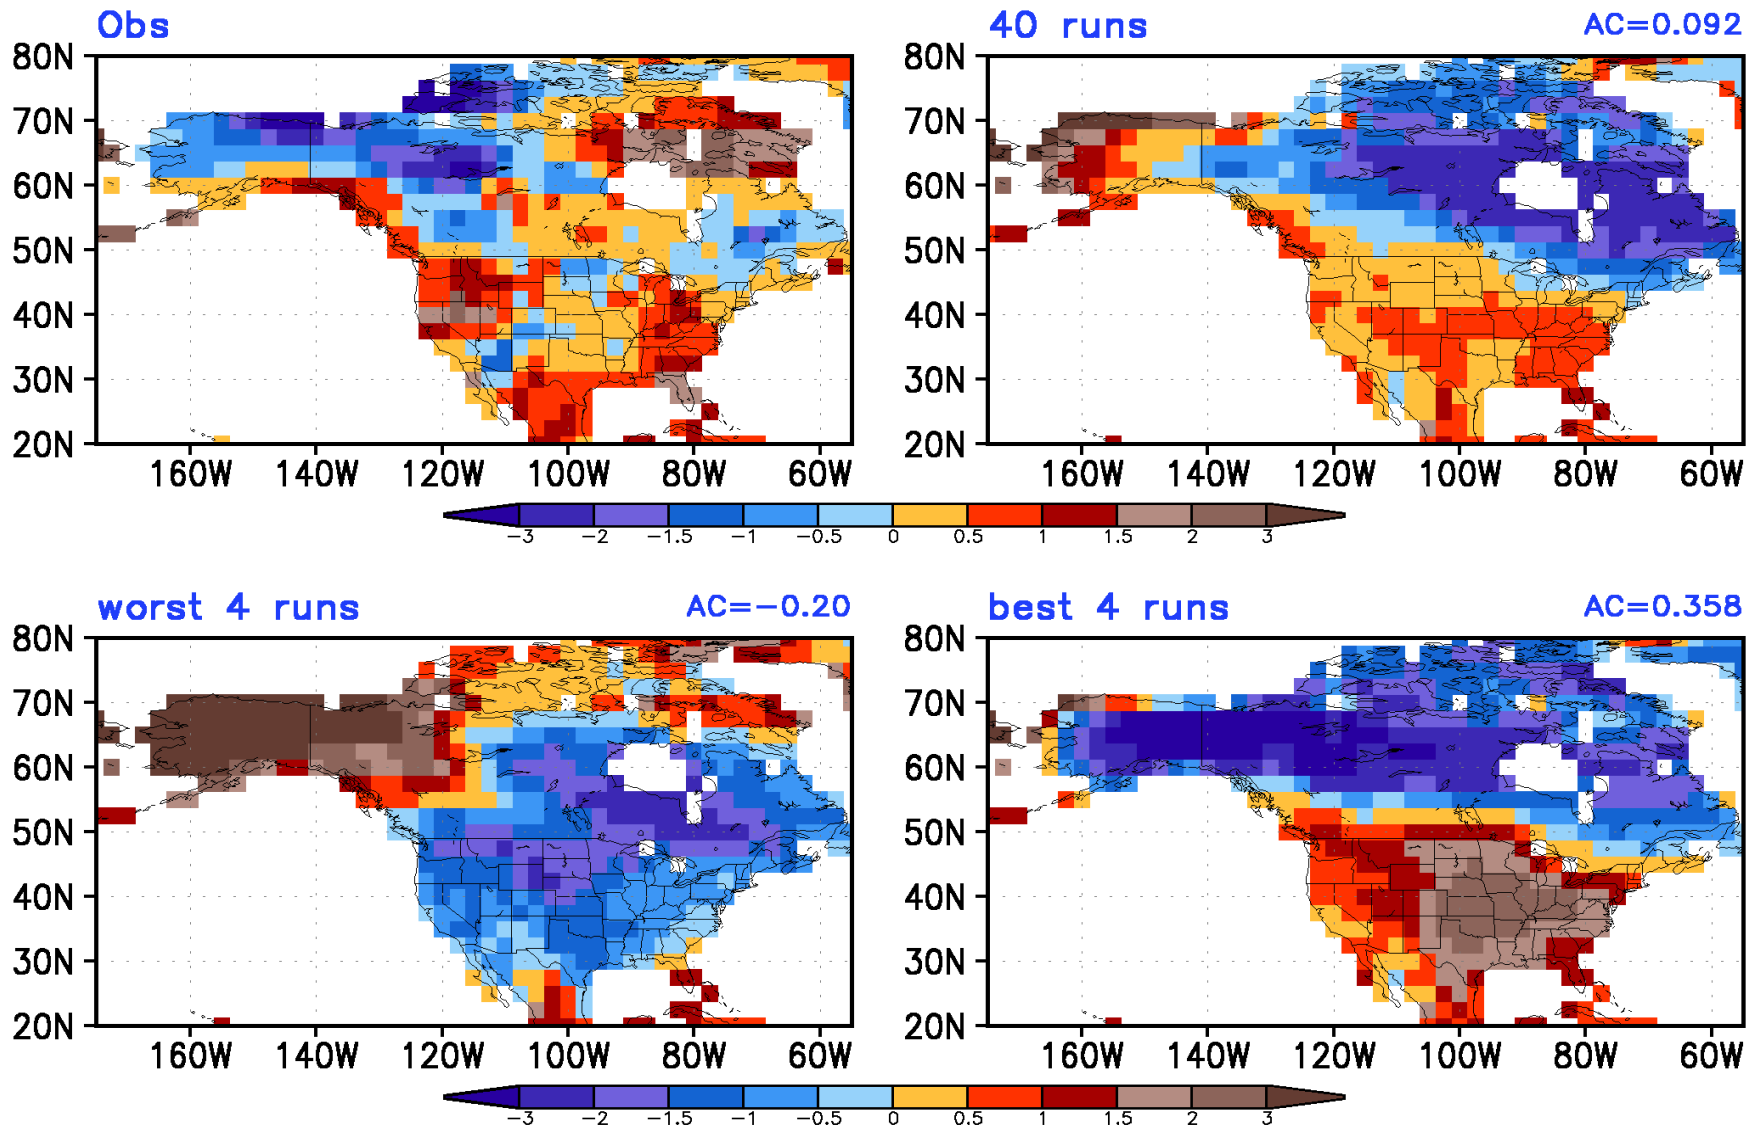 Obs
40 runs AC=0.092
80N 80N
70N 70N
60N 60N
50N 50N
40N 40N
30N 30N
20N 20N
160W 140W 120W 100W 80W 60W 160W 140W 120W 100W 80W 60W
-3 -2 -1.5 -1 -0.5 0 0.5 1 1.5 2 3
worst 4 runs AC=-0.20
best 4 runs AC=0.358
80N 80N
70N 70N
60N 60N
50N 50N
40N 40N
30N 30N
20N 20N
160W 140W 120W 100W 80W 60W 160W 140W 120W 100W 80W 60W
-3 -2 -1.5 -1 -0.5 0 0.5 1 1.5 2 3